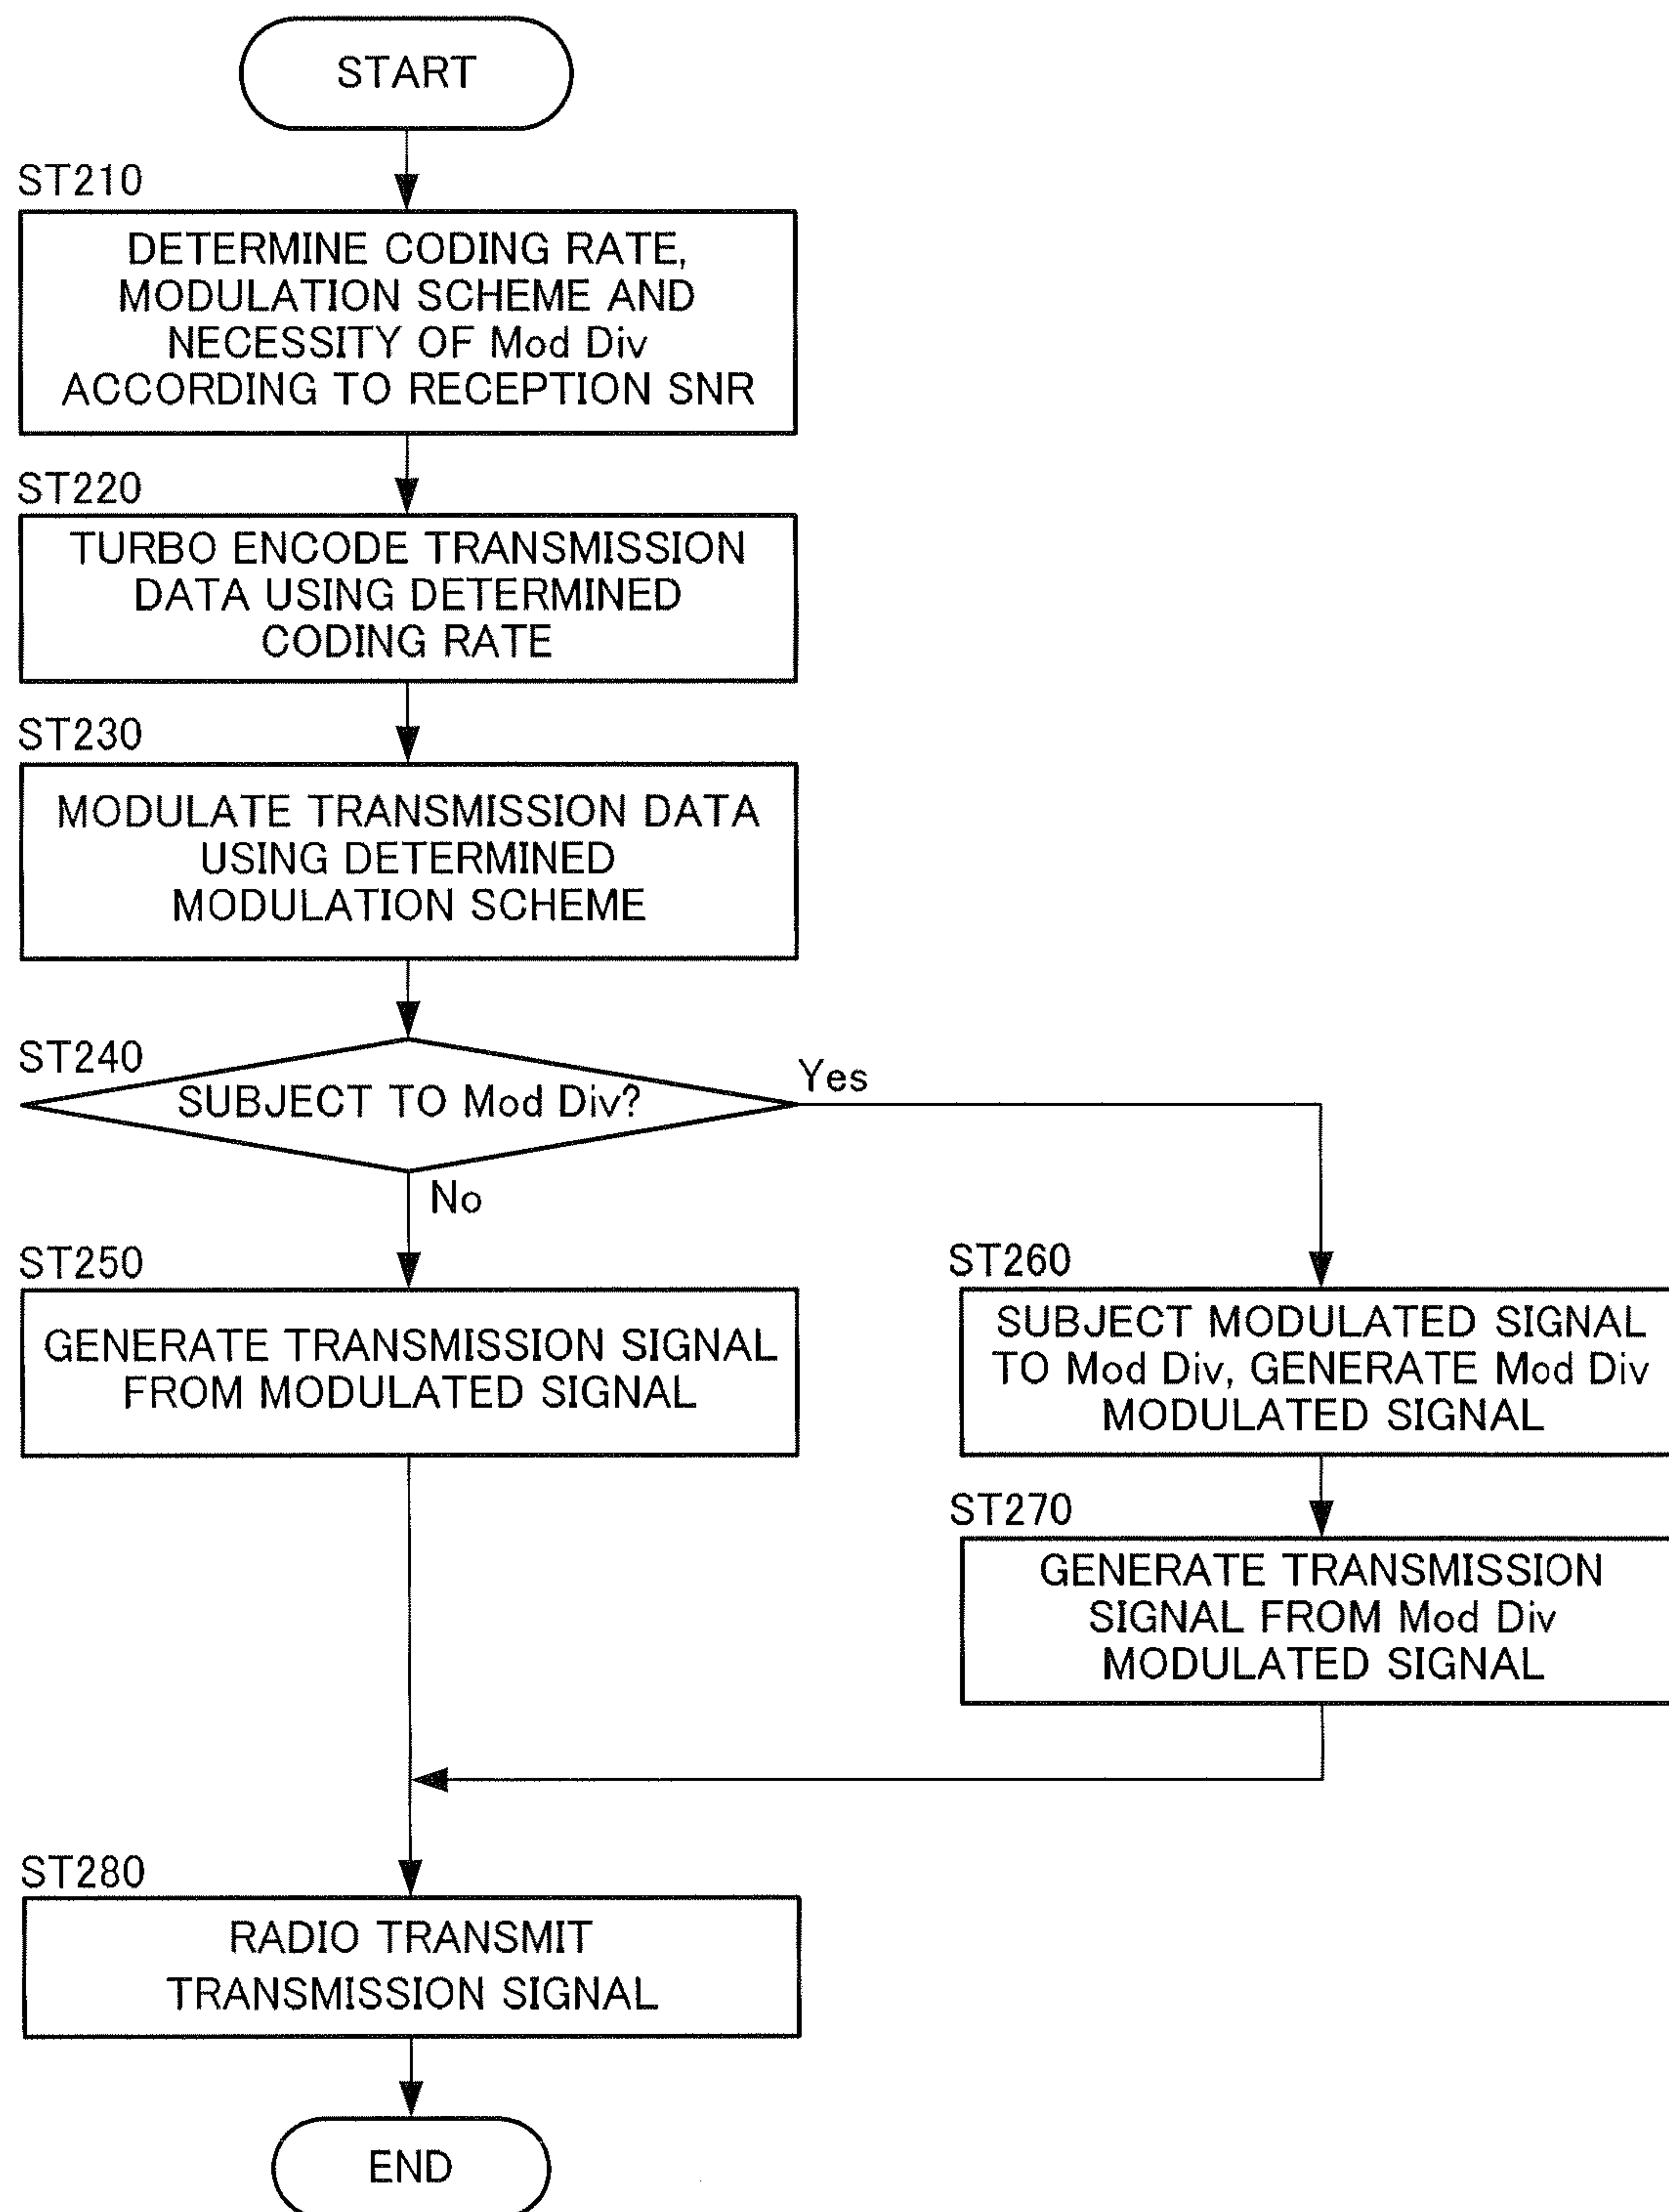 START
ST210
DETERMINE CODING RATE,
MODULATION SCHEME AND
NECESSITY OF Mod Div
ACCORDING TO RECEPTION SNR
ST220
TURBO ENCODE TRANSMISSION
DATA USING DETERMINED
CODING RATE
ST230
MODULATE TRANSMISSION DATA
USING DETERMINED
MODULATION SCHEME
ST240
SUBJECT TO Mod Div?
Yes
No
ST250
GENERATE TRANSMISSION SIGNAL
FROM MODULATED SIGNAL
ST260
SUBJECT MODULATED SIGNAL
TO Mod Div, GENERATE Mod Div
MODULATED SIGNAL
ST270
GENERATE TRANSMISSION
SIGNAL FROM Mod Div
MODULATED SIGNAL
ST280
RADIO TRANSMIT
TRANSMISSION SIGNAL
END